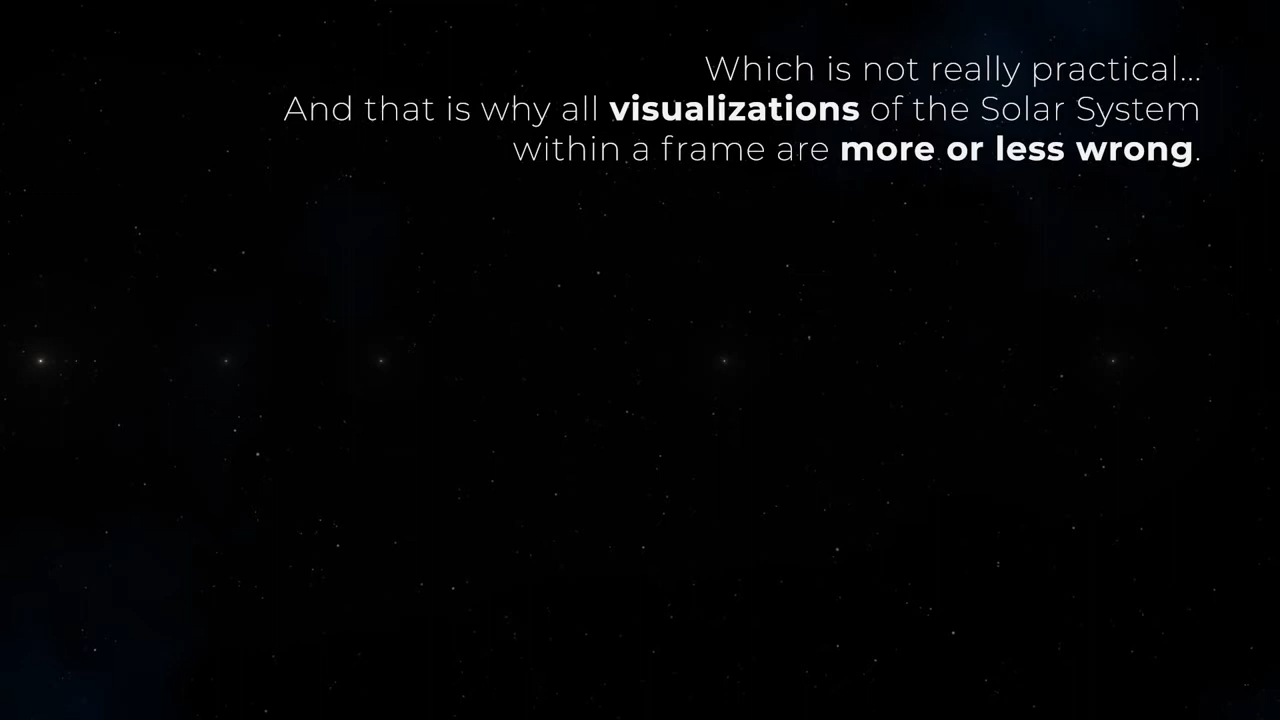 Which is not really practical...
And that is why all visualizations of the Solar System
within a frame are more or less wrong.